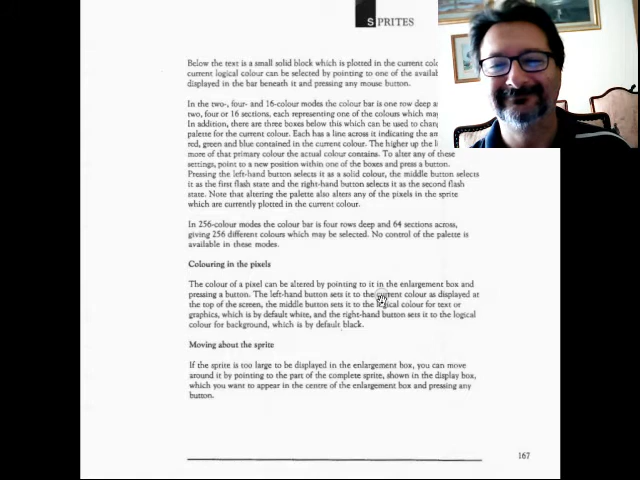 SPRITES
Below the text is a small solid block which is plotted in the current
current logical colour can be selected by pointing to one of the
displayed in the bar beneath it and pressing any mouse button.
In the two-, four- and 16-colour modes the colour bar is one row deep
two, four or 16 sections, each representing one of the colours which
In addition, there are three boxes below this which can be used to
palette for the current colour. Each has a line across it indicating the
red, green and blue contained in the current colour. The higher up the
more of that primary colour the actual colour contains. To alter any of these
settings, point to a new position within one of the boxes and press a button.
Pressing the left-hand button selects it as a solid colour, the middle button selects
it as the first flash state and the right-hand button selects it as the second flash
state. Note that altering the palette also alters any of the pixels in the sprite
which are currently plotted in the current colour.
In 256-colour modes the colour bar is four rows deep and 64 sections across,
giving 256 different colours which may be selected. No control of the palette is
available in these modes.
Colouring in the pixels
The colour of a pixel can be altered by pointing to it in the enlargement box and
pressing a button. The left-hand button sets it to the current colour as displayed at
the top of the screen, the middle button sets it to the logical colour for text or
graphics, which is by default white, and the right-hand button sets it to the logical
colour for background, which is by default black.
Moving about the sprite
If the sprite is too large to be displayed in the enlargement box, you can move
around it by pointing to the part of the complete sprite, shown in the display box,
which you want to appear in the centre of the enlargement box and pressing any
button.
167